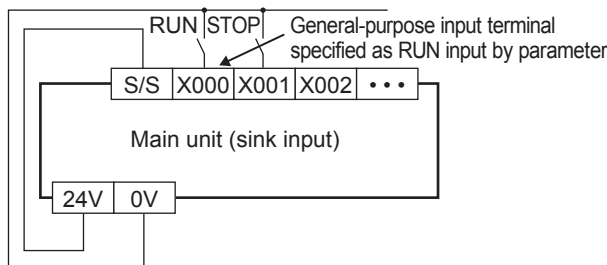 RUN STOP
General-purpose input terminal
specified as RUN input by parameter
S/S X000 X001 X002 •••
Main unit (sink input)
24V 0V